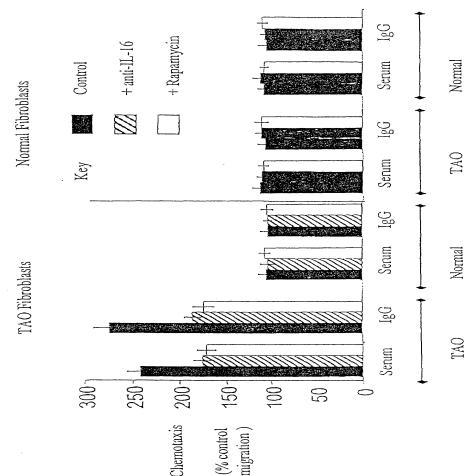 TAO Fibroblasts
Normal Fibroblasts
Key
Control
+ anti-IL-16
+ Rapamycin
Chemotaxis
(% control
migration )
300
250
200
150
100
50
0
Serum
IgG
Serum
IgG
Serum
IgG
Serum
IgG
TAO
Normal
TAO
Normal